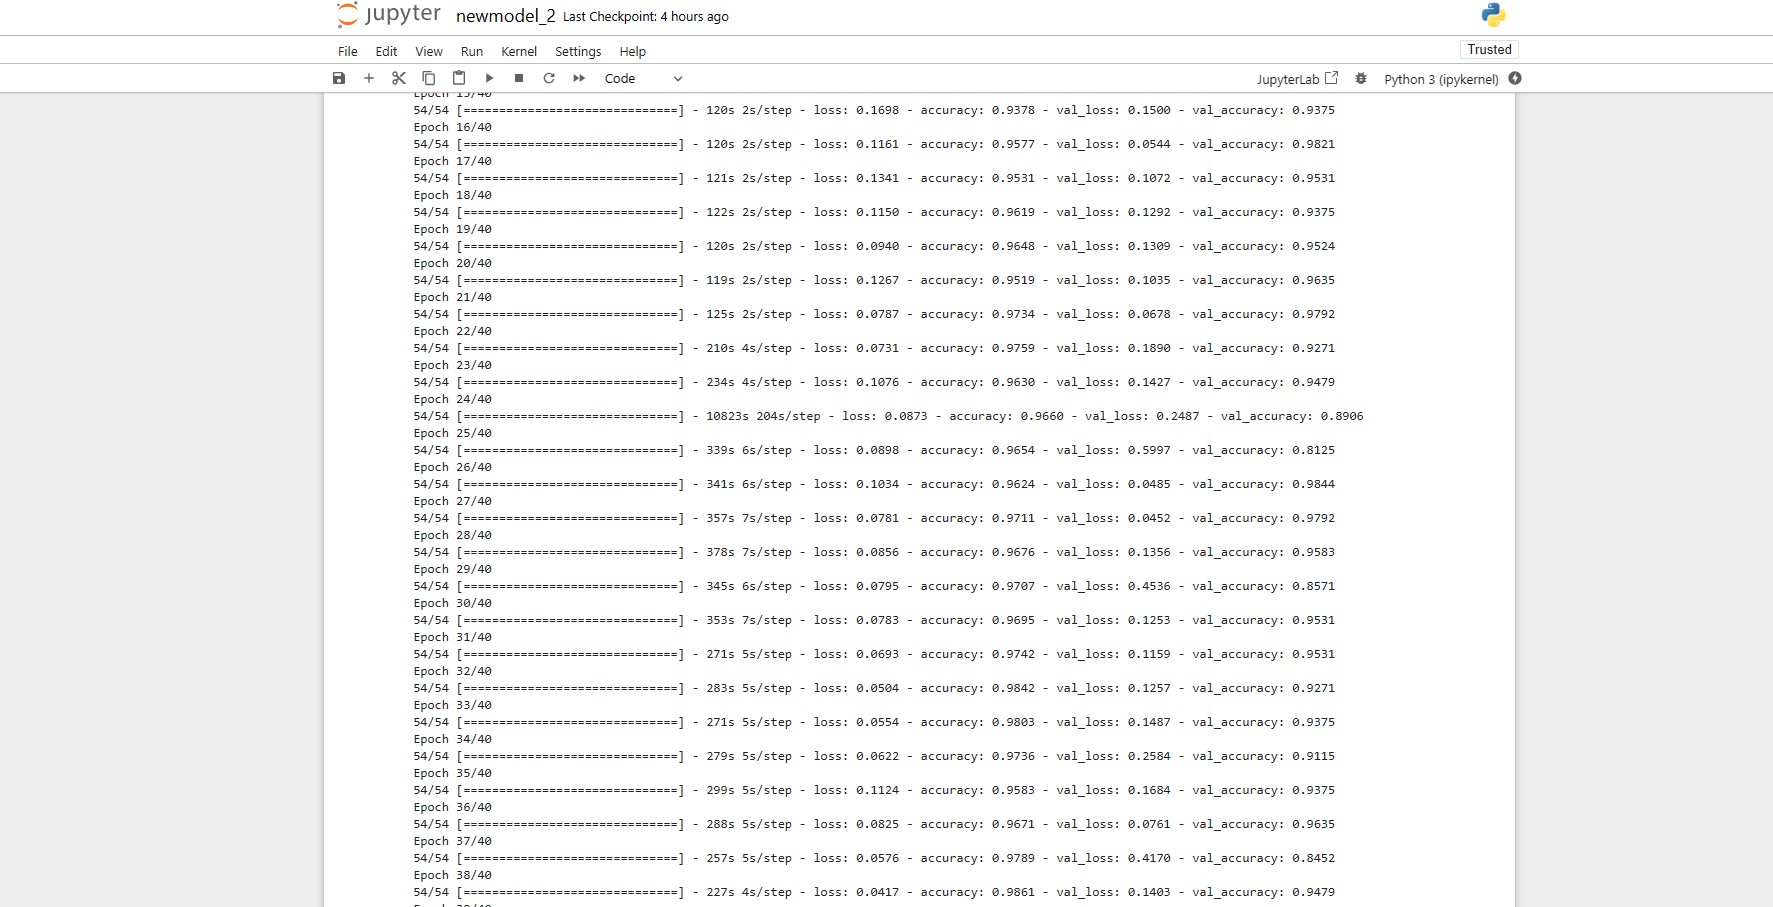 jupyter newmodel_2 Last Checkpoint: 4 hours ago
File Edit View Run Kernel Settings Help Trusted
Code JupyterLab Python 3 (ipykernel)
Epoch 15/40
54/54 [==============================] - 120s 2s/step - loss: 0.1698 - accuracy: 0.9378 - val_loss: 0.1500 - val_accuracy: 0.9375
Epoch 16/40
54/54 [==============================] - 120s 2s/step - loss: 0.1161 - accuracy: 0.9577 - val_loss: 0.0544 - val_accuracy: 0.9821
Epoch 17/40
54/54 [==============================] - 121s 2s/step - loss: 0.1341 - accuracy: 0.9531 - val_loss: 0.1072 - val_accuracy: 0.9531
Epoch 18/40
54/54 [==============================] - 122s 2s/step - loss: 0.1150 - accuracy: 0.9619 - val_loss: 0.1292 - val_accuracy: 0.9375
Epoch 19/40
54/54 [==============================] - 120s 2s/step - loss: 0.0940 - accuracy: 0.9648 - val_loss: 0.1309 - val_accuracy: 0.9524
Epoch 20/40
54/54 [==============================] - 119s 2s/step - loss: 0.1267 - accuracy: 0.9519 - val_loss: 0.1035 - val_accuracy: 0.9635
Epoch 21/40
54/54 [==============================] - 125s 2s/step - loss: 0.0787 - accuracy: 0.9734 - val_loss: 0.0678 - val_accuracy: 0.9792
Epoch 22/40
54/54 [==============================] - 210s 4s/step - loss: 0.0731 - accuracy: 0.9759 - val_loss: 0.1890 - val_accuracy: 0.9271
Epoch 23/40
54/54 [==============================] - 234s 4s/step - loss: 0.1076 - accuracy: 0.9630 - val_loss: 0.1427 - val_accuracy: 0.9479
Epoch 24/40
54/54 [==============================] - 10823s 204s/step - loss: 0.0873 - accuracy: 0.9660 - val_loss: 0.2487 - val_accuracy: 0.8906
Epoch 25/40
54/54 [==============================] - 339s 6s/step - loss: 0.0898 - accuracy: 0.9654 - val_loss: 0.5997 - val_accuracy: 0.8125
Epoch 26/40
54/54 [==============================] - 341s 6s/step - loss: 0.1034 - accuracy: 0.9624 - val_loss: 0.0485 - val_accuracy: 0.9844
Epoch 27/40
54/54 [==============================] - 357s 7s/step - loss: 0.0781 - accuracy: 0.9711 - val_loss: 0.0452 - val_accuracy: 0.9792
Epoch 28/40
54/54 [==============================] - 378s 7s/step - loss: 0.0856 - accuracy: 0.9676 - val_loss: 0.1356 - val_accuracy: 0.9583
Epoch 29/40
54/54 [==============================] - 345s 6s/step - loss: 0.0795 - accuracy: 0.9707 - val_loss: 0.4536 - val_accuracy: 0.8571
Epoch 30/40
54/54 [==============================] - 353s 7s/step - loss: 0.0783 - accuracy: 0.9695 - val_loss: 0.1253 - val_accuracy: 0.9531
Epoch 31/40
54/54 [==============================] - 271s 5s/step - loss: 0.0693 - accuracy: 0.9742 - val_loss: 0.1159 - val_accuracy: 0.9531
Epoch 32/40
54/54 [==============================] - 283s 5s/step - loss: 0.0504 - accuracy: 0.9842 - val_loss: 0.1257 - val_accuracy: 0.9271
Epoch 33/40
54/54 [==============================] - 271s 5s/step - loss: 0.0554 - accuracy: 0.9803 - val_loss: 0.1487 - val_accuracy: 0.9375
Epoch 34/40
54/54 [==============================] - 279s 5s/step - loss: 0.0622 - accuracy: 0.9736 - val_loss: 0.2584 - val_accuracy: 0.9115
Epoch 35/40
54/54 [==============================] - 299s 5s/step - loss: 0.1124 - accuracy: 0.9583 - val_loss: 0.1684 - val_accuracy: 0.9375
Epoch 36/40
54/54 [==============================] - 288s 5s/step - loss: 0.0825 - accuracy: 0.9671 - val_loss: 0.0761 - val_accuracy: 0.9635
Epoch 37/40
54/54 [==============================] - 257s 5s/step - loss: 0.0576 - accuracy: 0.9789 - val_loss: 0.4170 - val_accuracy: 0.8452
Epoch 38/40
54/54 [==============================] - 227s 4s/step - loss: 0.0417 - accuracy: 0.9861 - val_loss: 0.1403 - val_accuracy: 0.9479